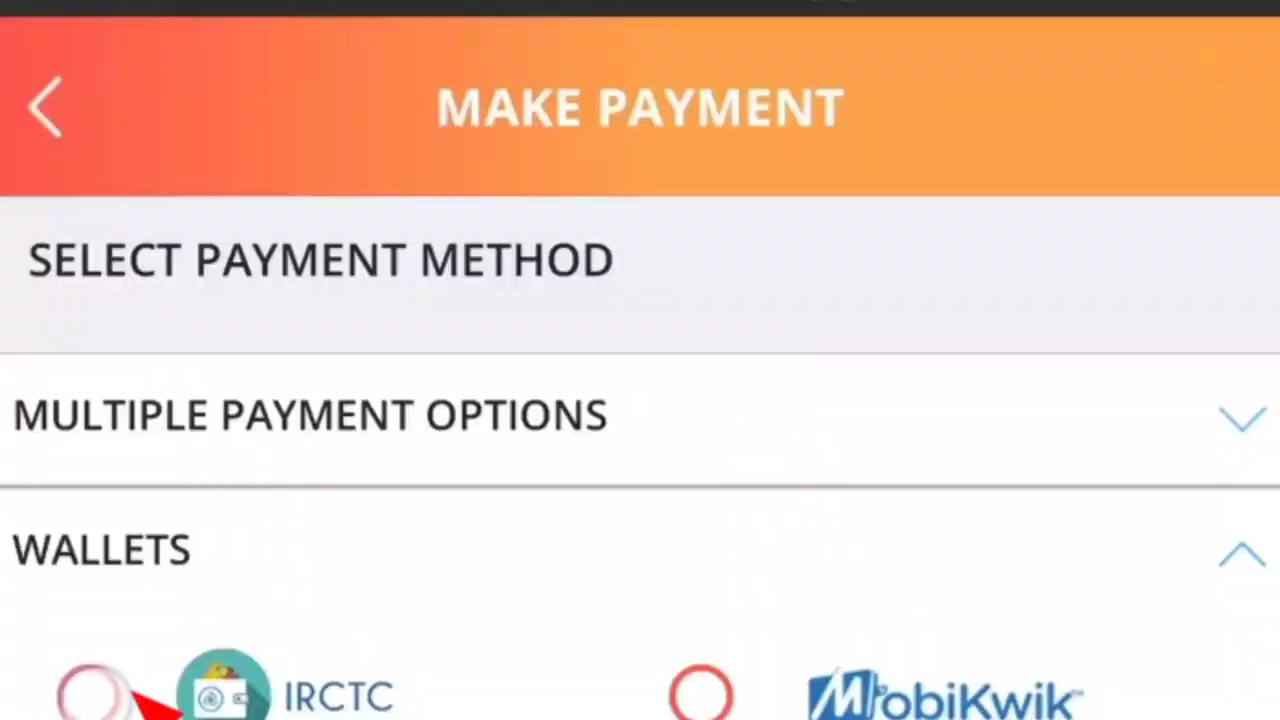 MAKE PAYMENT
SELECT PAYMENT METHOD
MULTIPLE PAYMENT OPTIONS
WALLETS
IRCTC MobiKwik